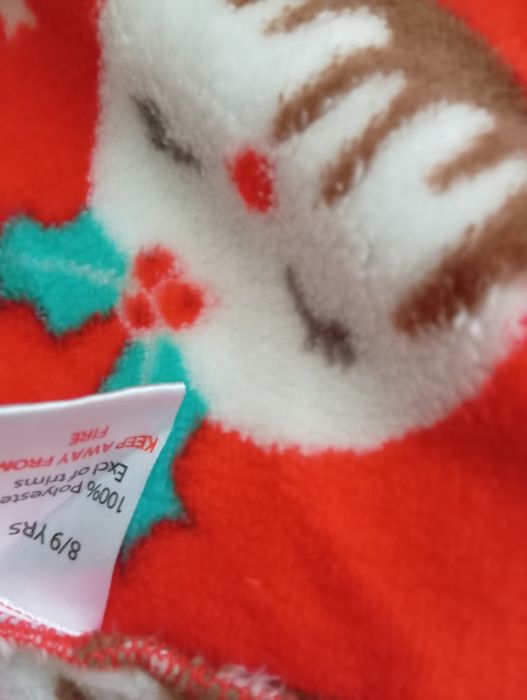 8/9 YRS
100% polyeste
Excl of trims
KEEP AWAY FROM
FIRE